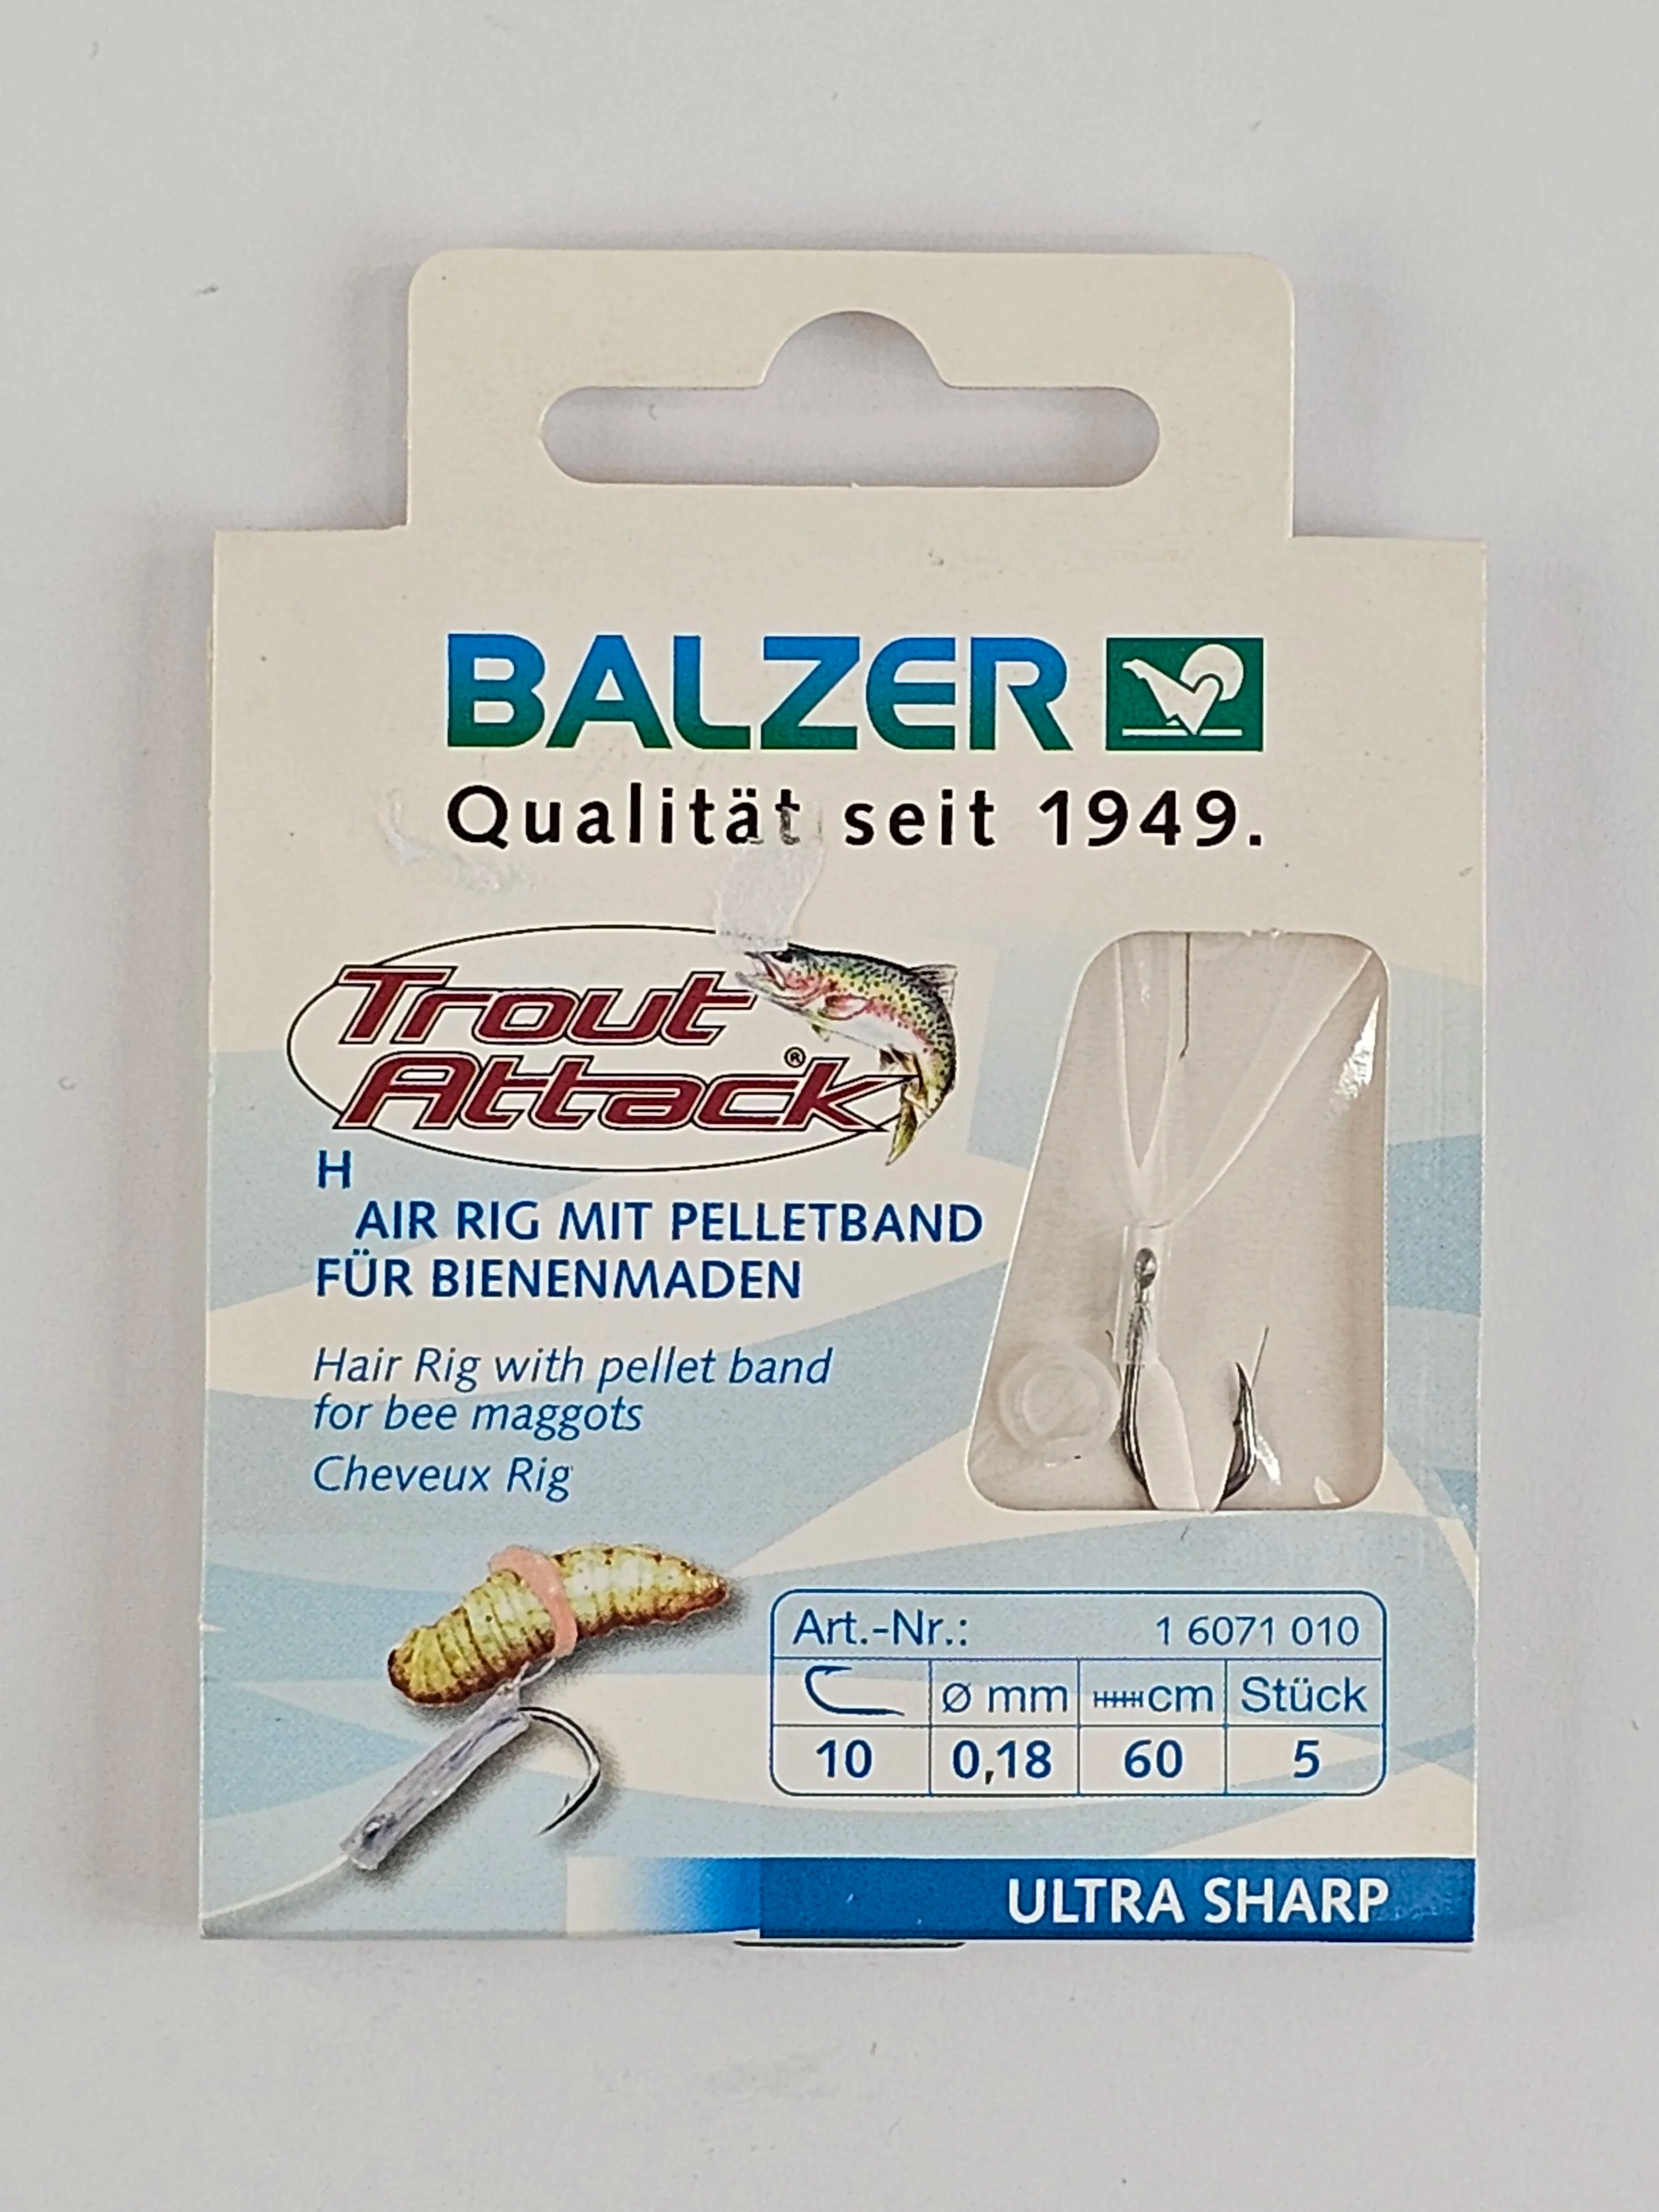 BALZER
Qualität seit 1949.
Trout
Attack®
H
AIR RIG MIT PELLETBAND
FÜR BIENENMADEN
Hair Rig with pellet band
for bee maggots
Cheveux Rig
Art.-Nr.: 1 6071 010
Ø mm cm Stück
10 0,18 60 5
ULTRA SHARP